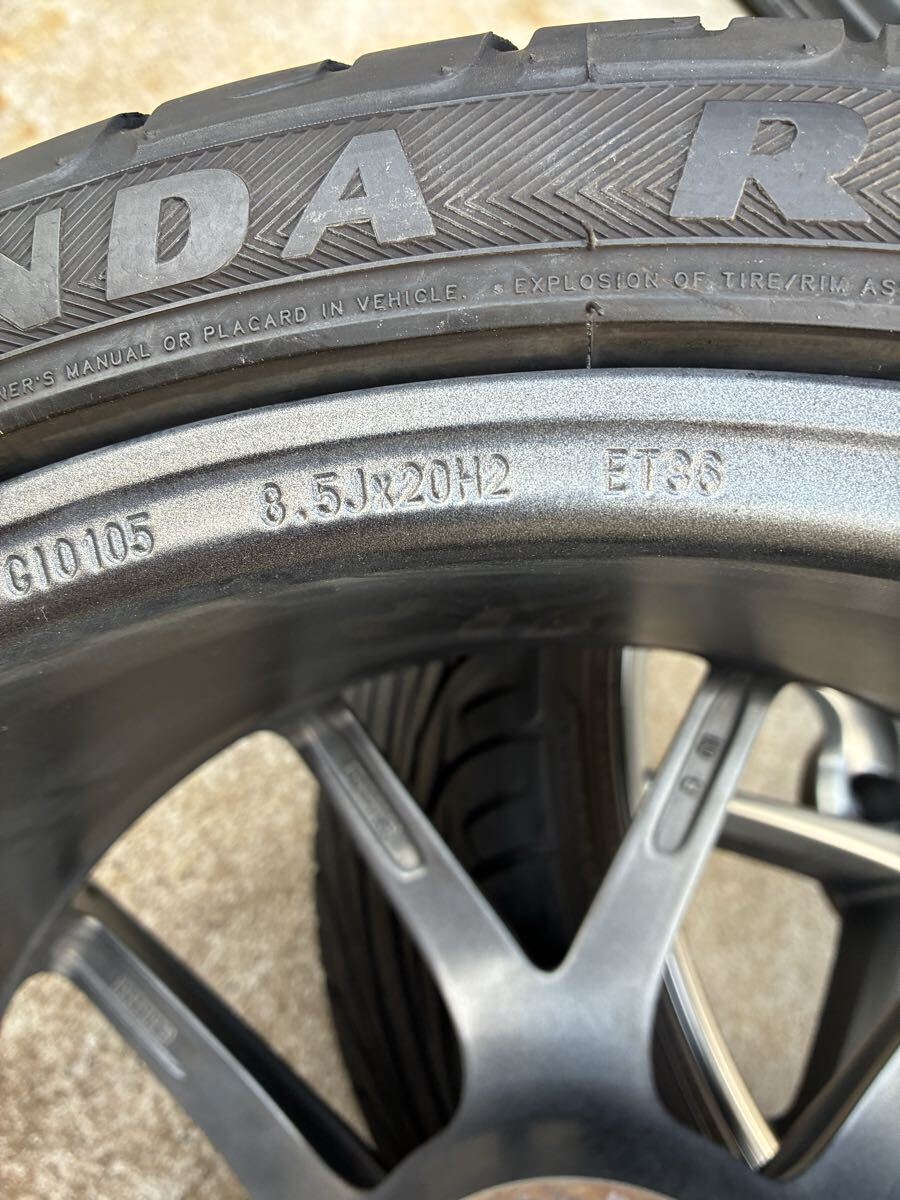 NDA R
NER'S MANUAL OR PLACARD IN VEHICLE. • EXPLOSION OF TIRE/RIM AS
G10105 8.5Jx20H2 ET36